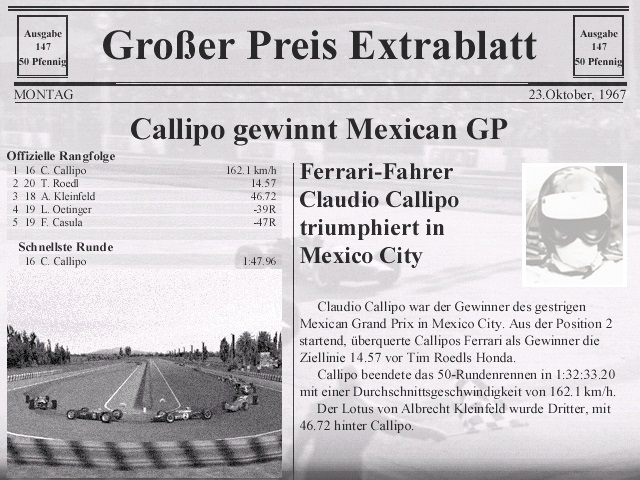 Ausgabe
147
50 Pfennig
Großer Preis Extrablatt
Ausgabe
147
50 Pfennig
MONTAG
23.Oktober, 1967
Callipo gewinnt Mexican GP
Offizielle Rangfolge
1 16 C. Callipo 162.1 km/h
2 20 T. Roedl 14.57
3 18 A. Kleinfeld 46.72
4 19 L. Oetinger -39R
5 19 F. Casula -47R
Schnellste Runde
16 C. Callipo 1:47.96
Ferrari-Fahrer
Claudio Callipo
triumphiert in
Mexico City
Claudio Callipo war der Gewinner des gestrigen
Mexican Grand Prix in Mexico City. Aus der Position 2
startend, überquerte Callipos Ferrari als Gewinner die
Ziellinie 14.57 vor Tim Roedls Honda.
Callipo beendete das 50-Rundenrennen in 1:32:33.20
mit einer Durchschnittsgeschwindigkeit von 162.1 km/h.
Der Lotus von Albrecht Kleinfeld wurde Dritter, mit
46.72 hinter Callipo.